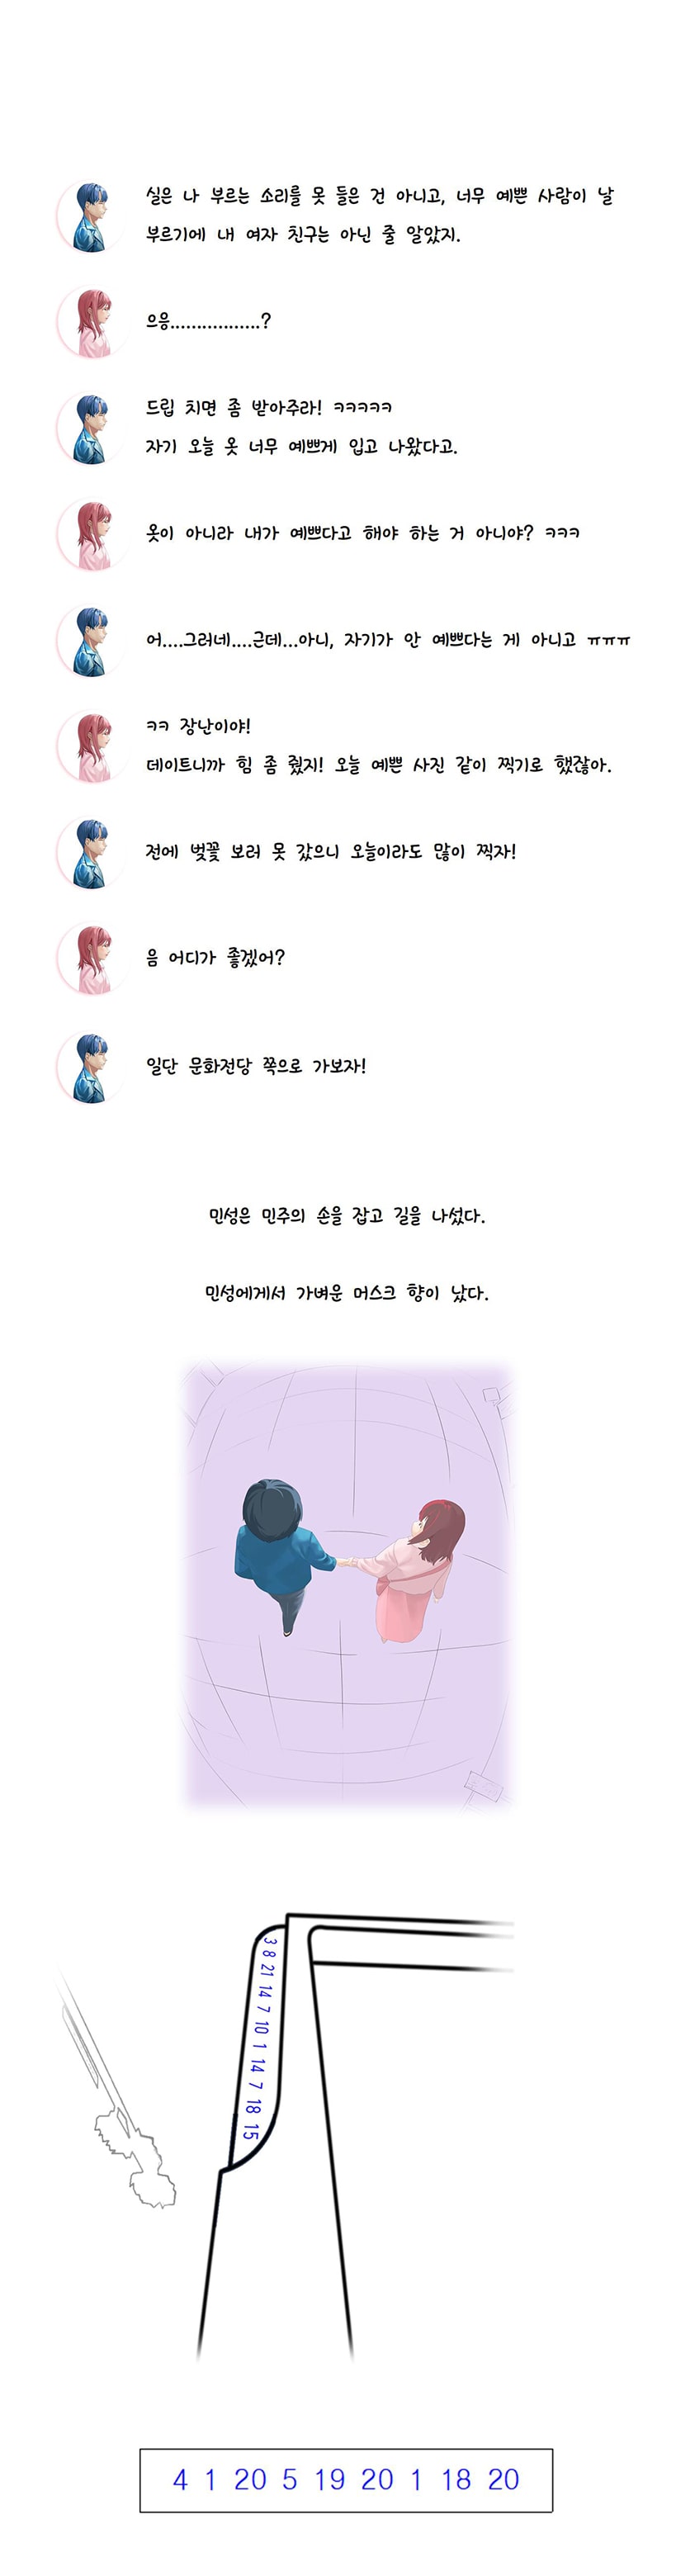 실은 나 부르는 소리를 못 들은 건 아니고, 너무 예쁜 사람이 날
부르기에 내 여자 친구는 아닌 줄 알았지.
으응.................?
드립 치면 좀 받아주라! ㅋㅋㅋㅋㅋ
자기 오늘 옷 너무 예쁘게 입고 나왔다고.
옷이 아니라 내가 예쁘다고 해야 하는 거 아니야? ㅋㅋㅋ
어....그러네....근데...아니, 자기가 안 예쁘다는 게 아니고 ㅠㅠㅠ
ㅋㅋ 장난이야!
데이트니까 힘 좀 줬지! 오늘 예쁜 사진 같이 찍기로 했잖아.
전에 벚꽃 보러 못 갔으니 오늘이라도 많이 찍자!
음 어디가 좋겠어?
일단 문화전당 쪽으로 가보자!
민성은 민주의 손을 잡고 길을 나섰다.
민성에게서 가벼운 머스크 향이 났다.
3 8 21 14 7 10 1 14 7 18 15
4 1 20 5 19 20 1 18 20